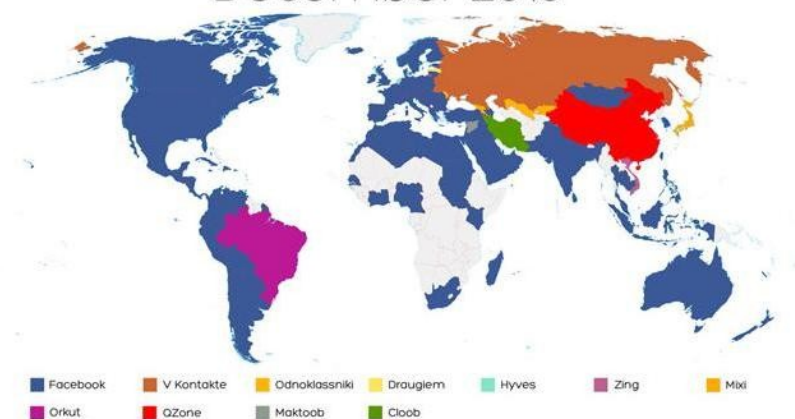 Facebook V Kontakte Odnoklassniki Draugiem Hyves Zing Mixi
Orkut QZone Maktoob Cloob